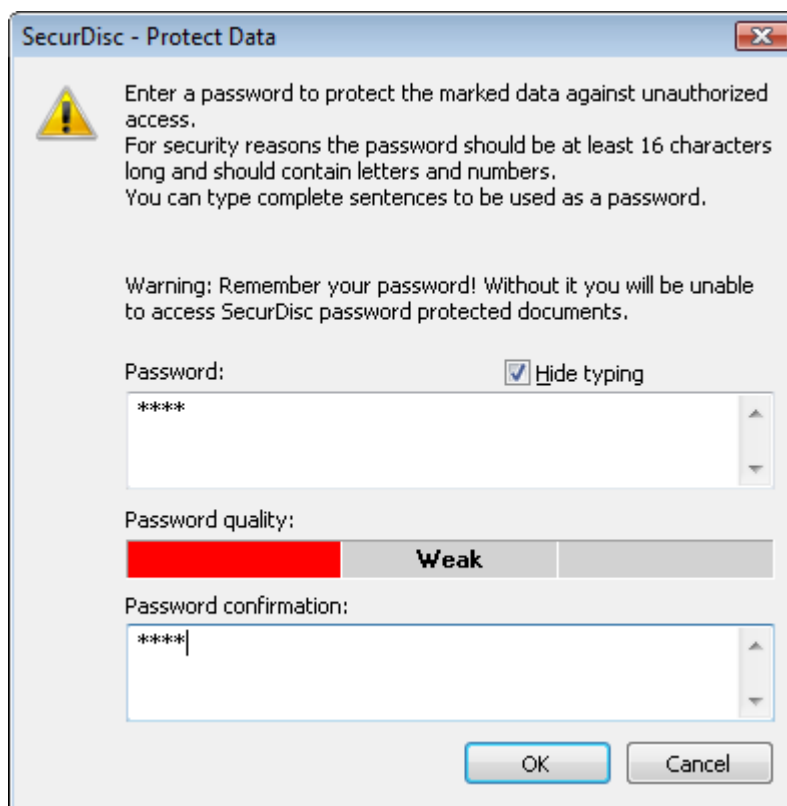 SecurDisc - Protect Data
Enter a password to protect the marked data against unauthorized
access.
For security reasons the password should be at least 16 characters
long and should contain letters and numbers.
You can type complete sentences to be used as a password.
Warning: Remember your password! Without it you will be unable
to access SecurDisc password protected documents.
Password:
Hide typing
****
Password quality:
Weak
Password confirmation:
****
OK
Cancel